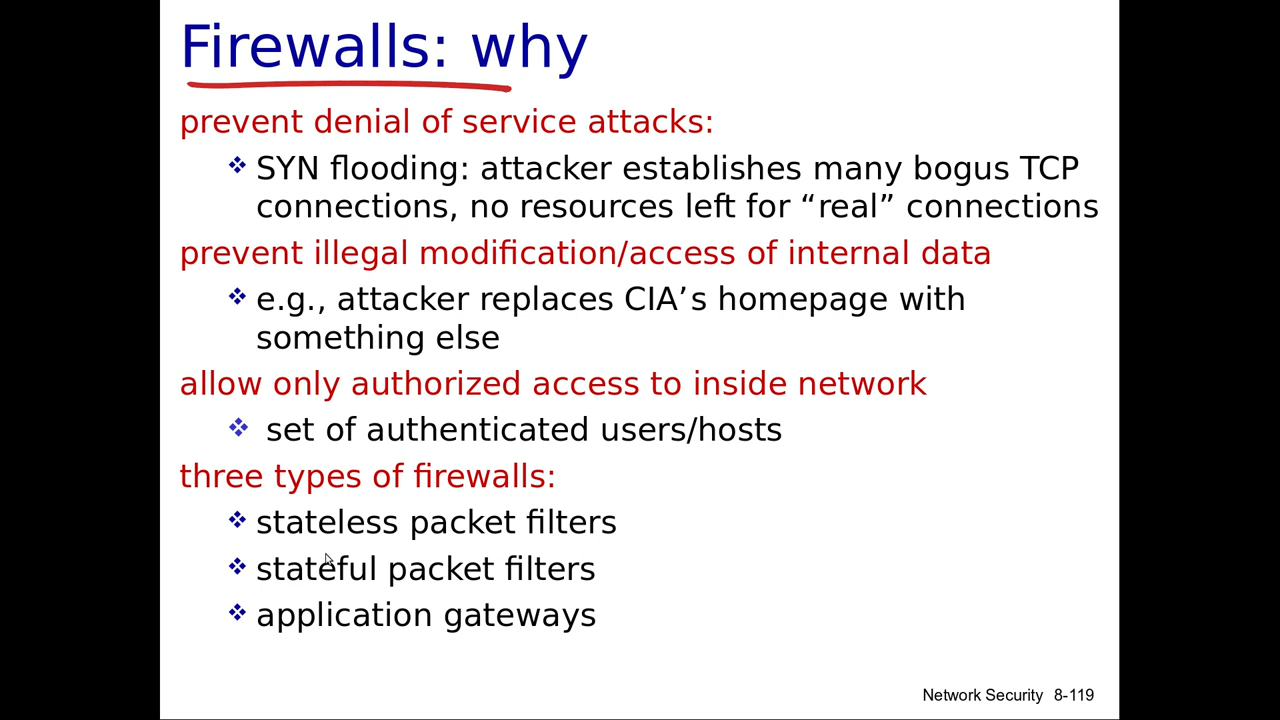 Firewalls: why
prevent denial of service attacks:
❖ SYN flooding: attacker establishes many bogus TCP
connections, no resources left for “real” connections
prevent illegal modification/access of internal data
❖ e.g., attacker replaces CIA’s homepage with
something else
allow only authorized access to inside network
❖ set of authenticated users/hosts
three types of firewalls:
❖ stateless packet filters
❖ stateful packet filters
❖ application gateways
Network Security 8-119